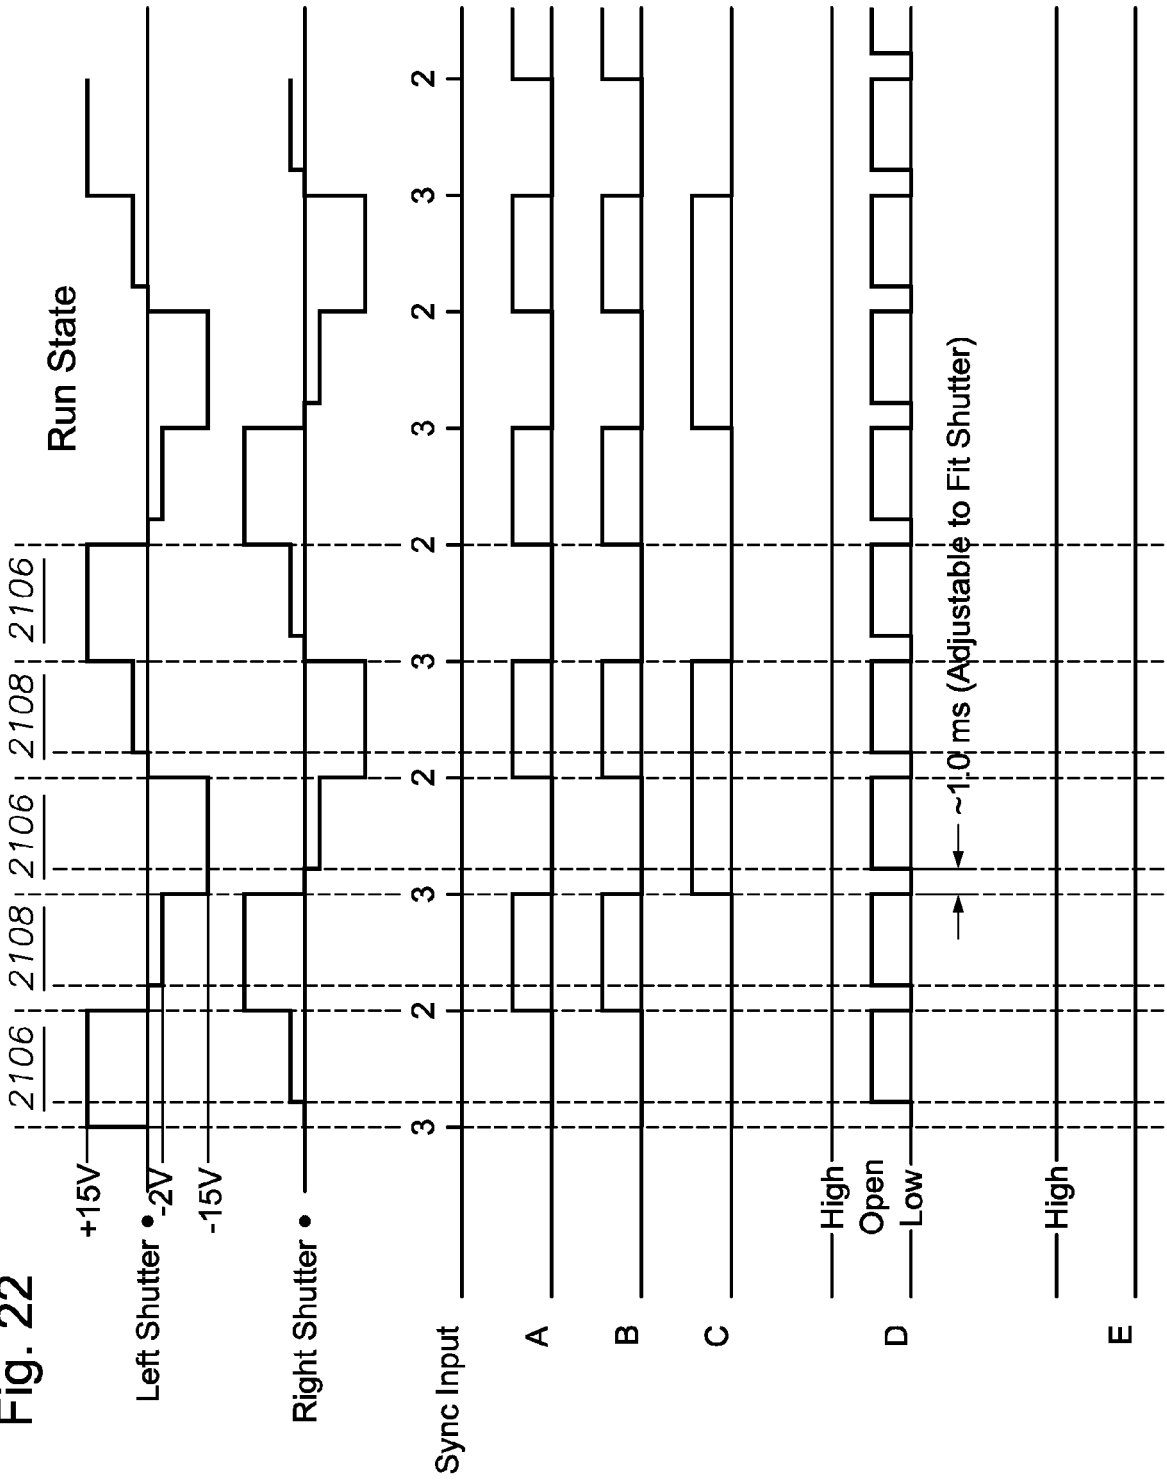 Fig. 22
Run State
2106
2108
2106
2108
2106
+15V
Left Shutter
-2V
-15V
Right Shutter
Sync Input
3
2
3
2
3
2
3
2
3
2
A
B
C
High
Open
Low
D
~1.0 ms (Adjustable to Fit Shutter)
High
E